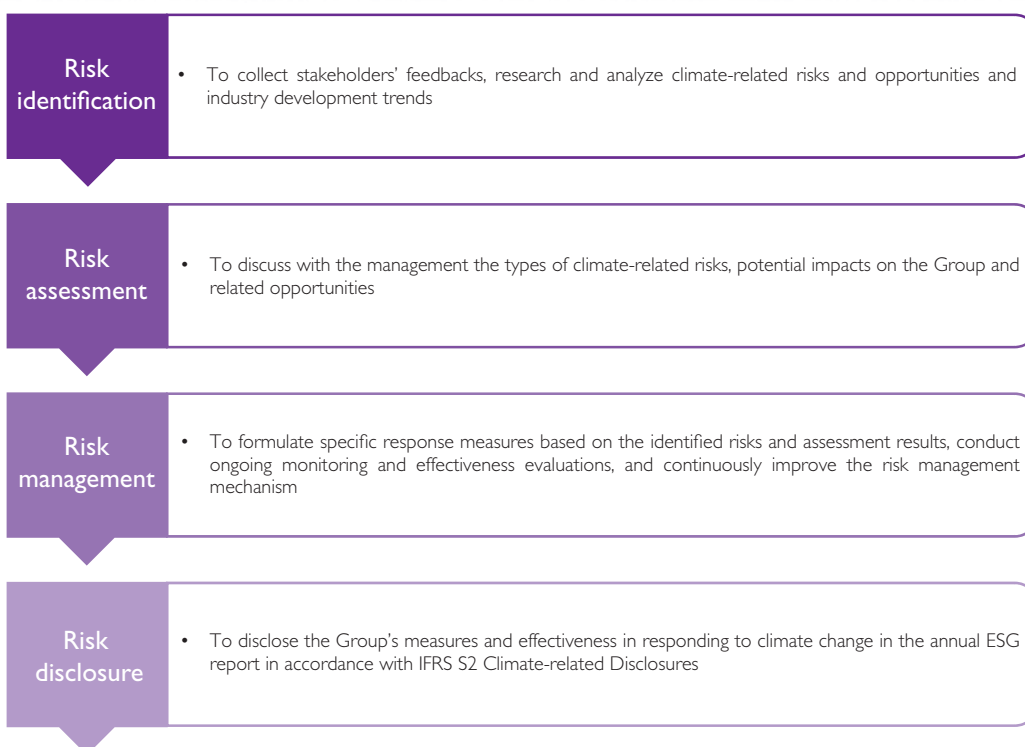 Risk
identification
• To collect stakeholders' feedbacks, research and analyze climate-related risks and opportunities and
industry development trends
Risk
assessment
• To discuss with the management the types of climate-related risks, potential impacts on the Group and
related opportunities
Risk
management
• To formulate specific response measures based on the identified risks and assessment results, conduct
ongoing monitoring and effectiveness evaluations, and continuously improve the risk management
mechanism
Risk
disclosure
• To disclose the Group's measures and effectiveness in responding to climate change in the annual ESG
report in accordance with IFRS S2 Climate-related Disclosures